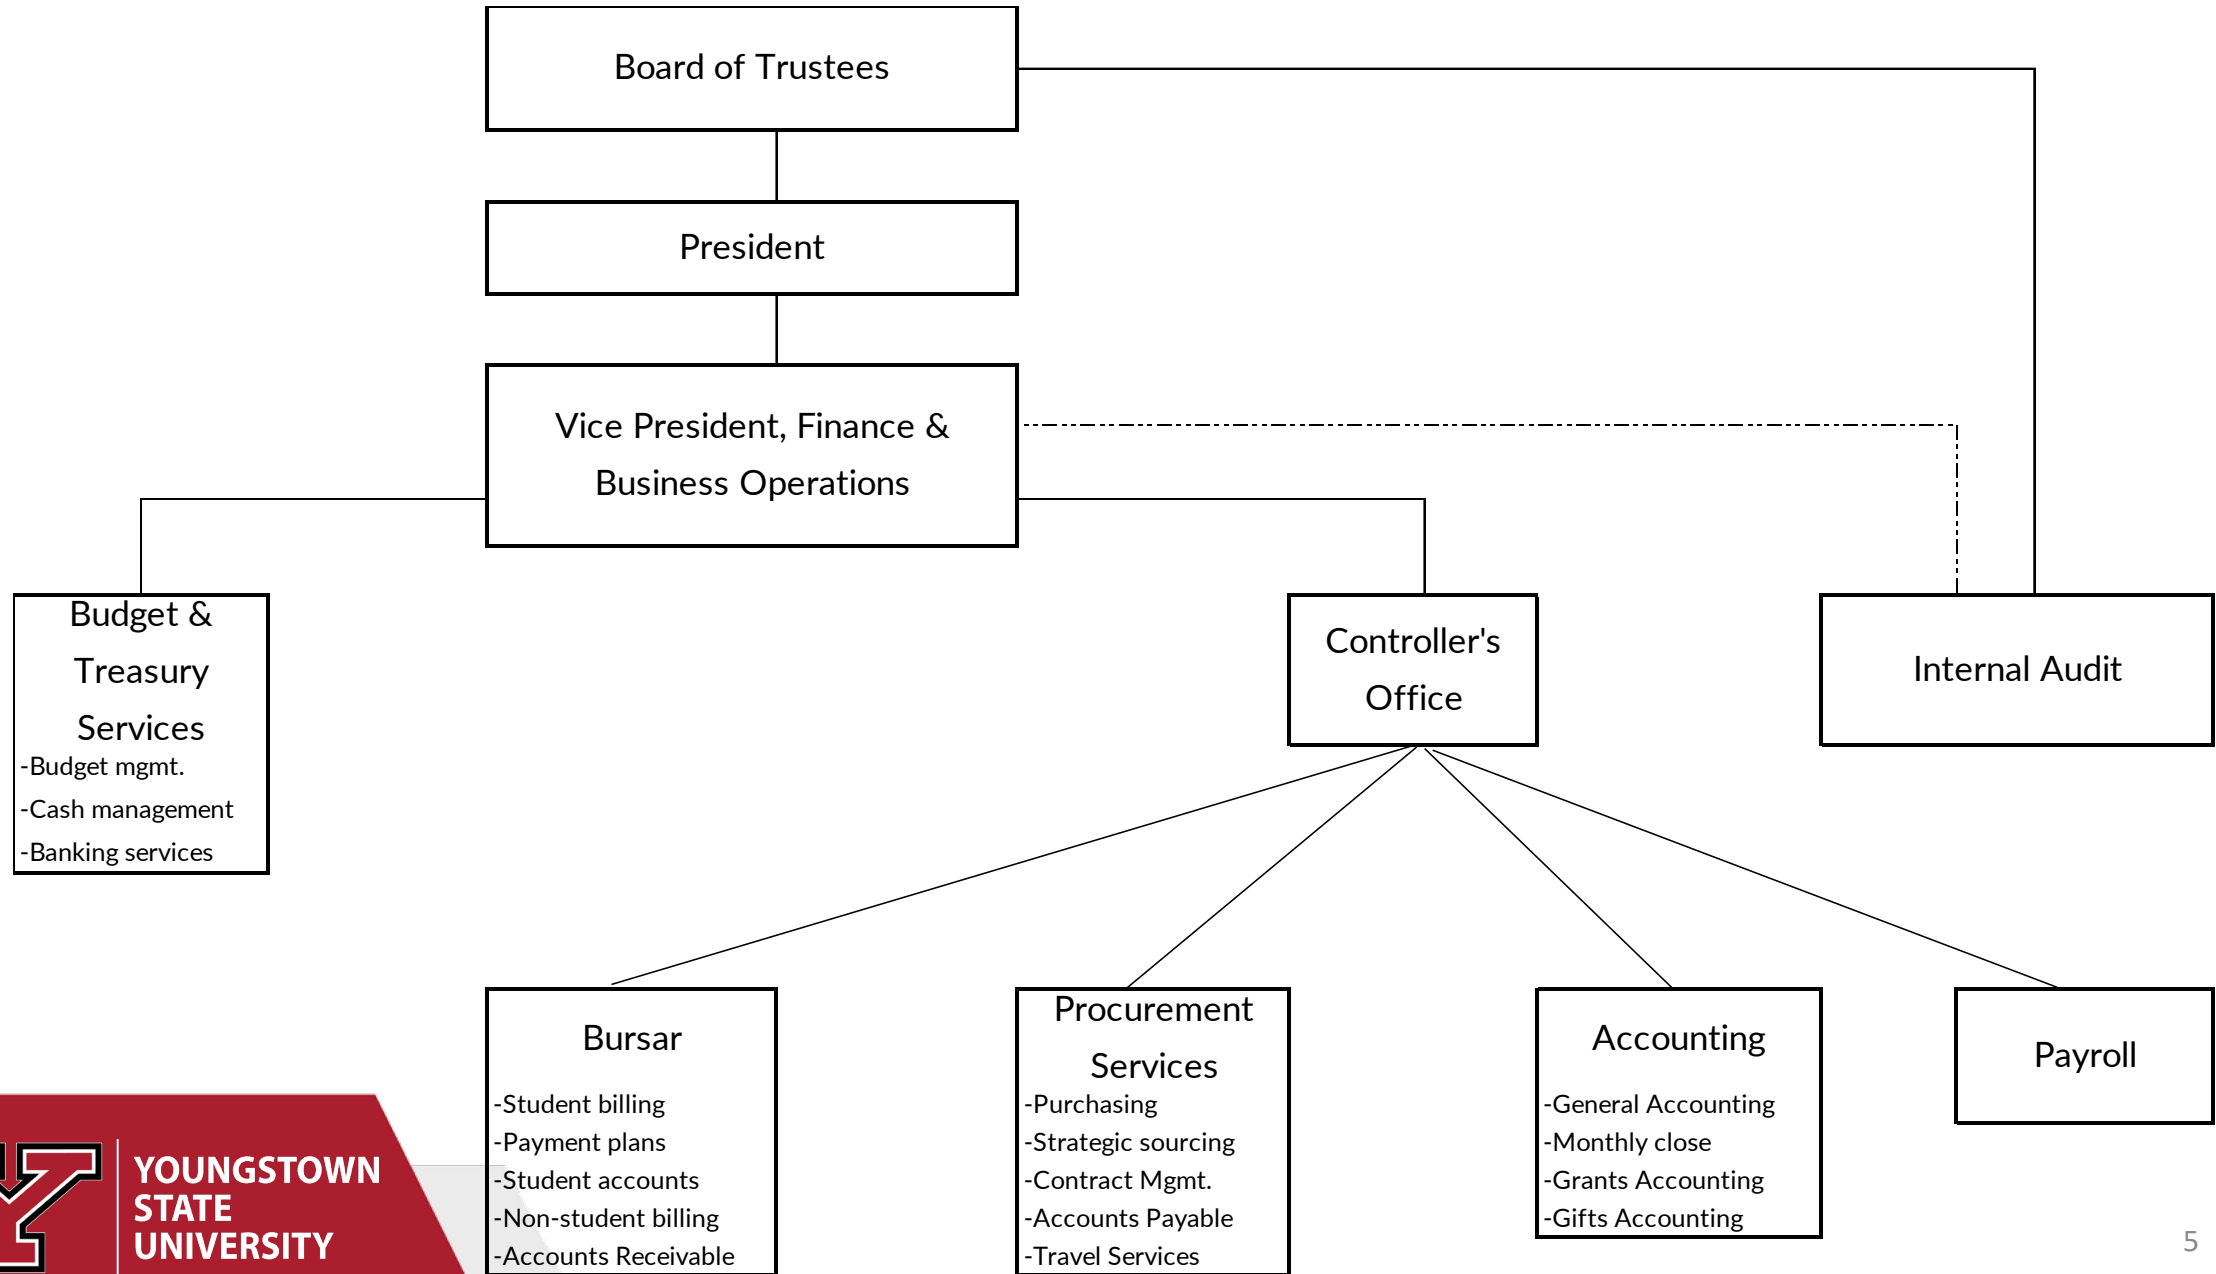 Board of Trustees
President
Vice President, Finance &
Business Operations
Budget &
Treasury
Services
-Budget mgmt.
-Cash management
-Banking services
Controller's
Office
Internal Audit
Bursar
-Student billing
-Payment plans
-Student accounts
-Non-student billing
-Accounts Receivable
Procurement
Services
-Purchasing
-Strategic sourcing
-Contract Mgmt.
-Accounts Payable
-Travel Services
Accounting
-General Accounting
-Monthly close
-Grants Accounting
-Gifts Accounting
Payroll
Y
YOUNGSTOWN
STATE
UNIVERSITY
5